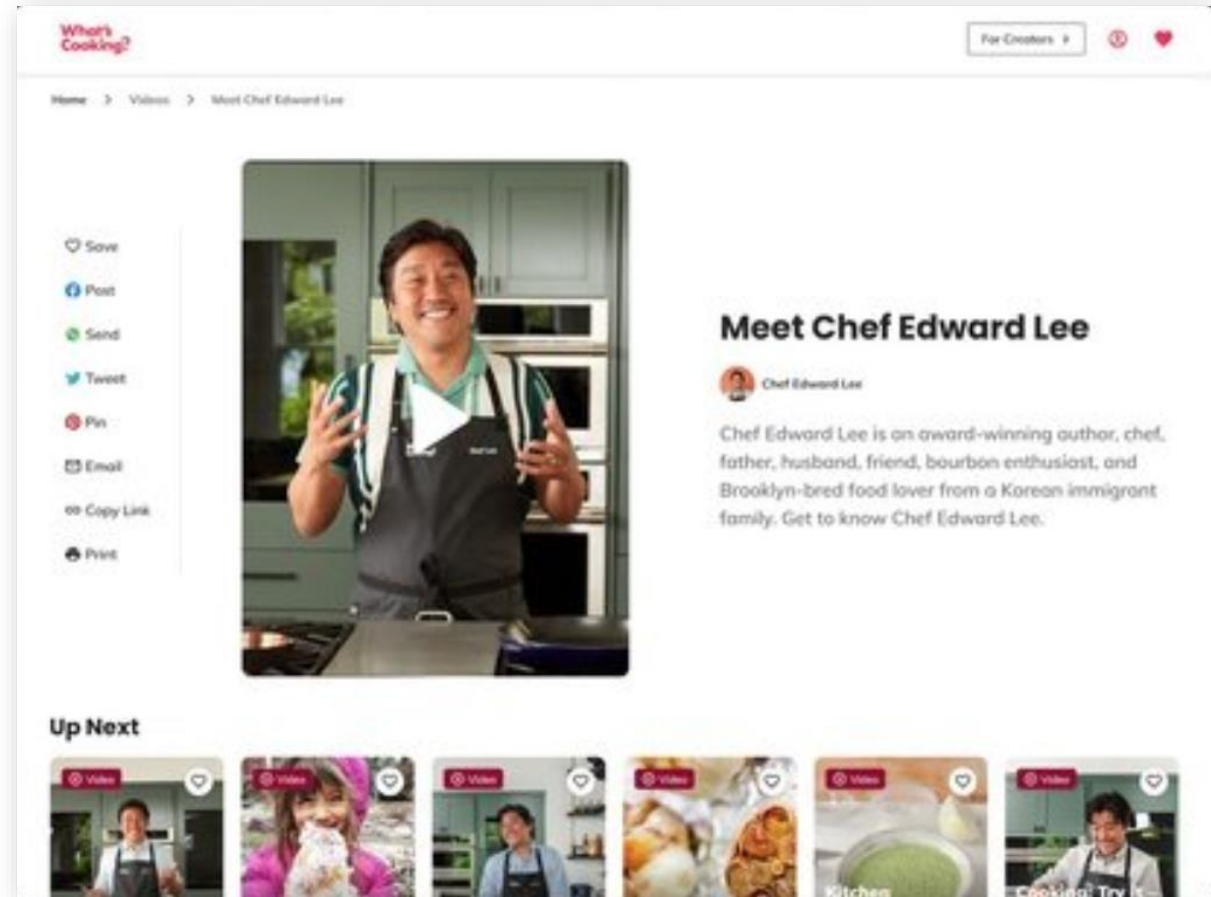 What's
Cooking?
For Creators
Home > Videos > Meet Chef Edward Lee
Save
Post
Send
Tweet
Pin
Email
Copy Link
Print
Meet Chef Edward Lee
Chef Edward Lee
Chef Edward Lee is an award-winning author, chef,
father, husband, friend, bourbon enthusiast, and
Brooklyn-bred food lover from a Korean immigrant
family. Get to know Chef Edward Lee.
Up Next
Video
Video
Video
Video
Video
Video
Kitchen
Cooking: Try It –